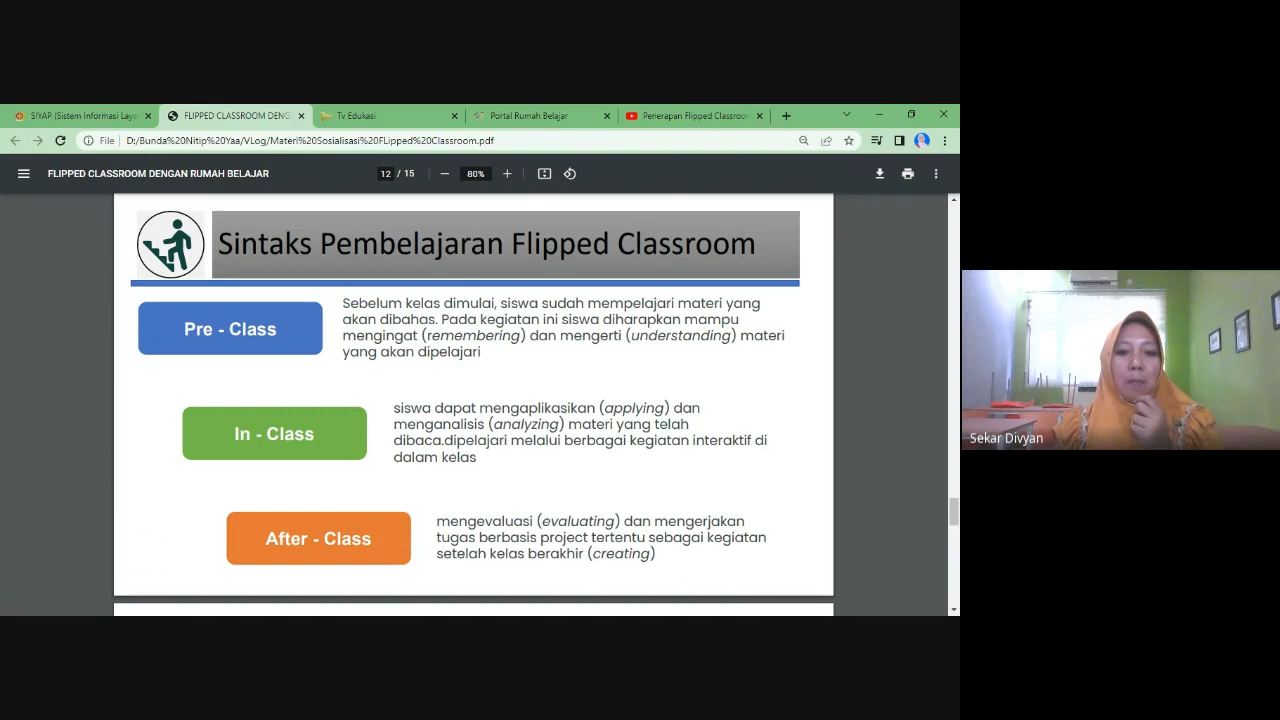 SIYAP (Sistem Informasi Laya
FLIPPED CLASSROOM DENG
Tv Edukasi
Portal Rumah Belajar
Penerapan Flipped Classroom
File
D:/Bunda%20Nitip%20Yaa/VLog/Materi%20Sosialisasi%20FLipped%20Classroom.pdf
FLIPPED CLASSROOM DENGAN RUMAH BELAJAR
12 / 15
80%
Sintaks Pembelajaran Flipped Classroom
Pre - Class
Sebelum kelas dimulai, siswa sudah mempelajari materi yang
akan dibahas. Pada kegiatan ini siswa diharapkan mampu
mengingat (remembering) dan mengerti (understanding) materi
yang akan dipelajari
In - Class
siswa dapat mengaplikasikan (applying) dan
menganalisis (analyzing) materi yang telah
dibaca.dipelajari melalui berbagai kegiatan interaktif di
dalam kelas
After - Class
mengevaluasi (evaluating) dan mengerjakan
tugas berbasis project tertentu sebagai kegiatan
setelah kelas berakhir (creating)
Sekar Divyan